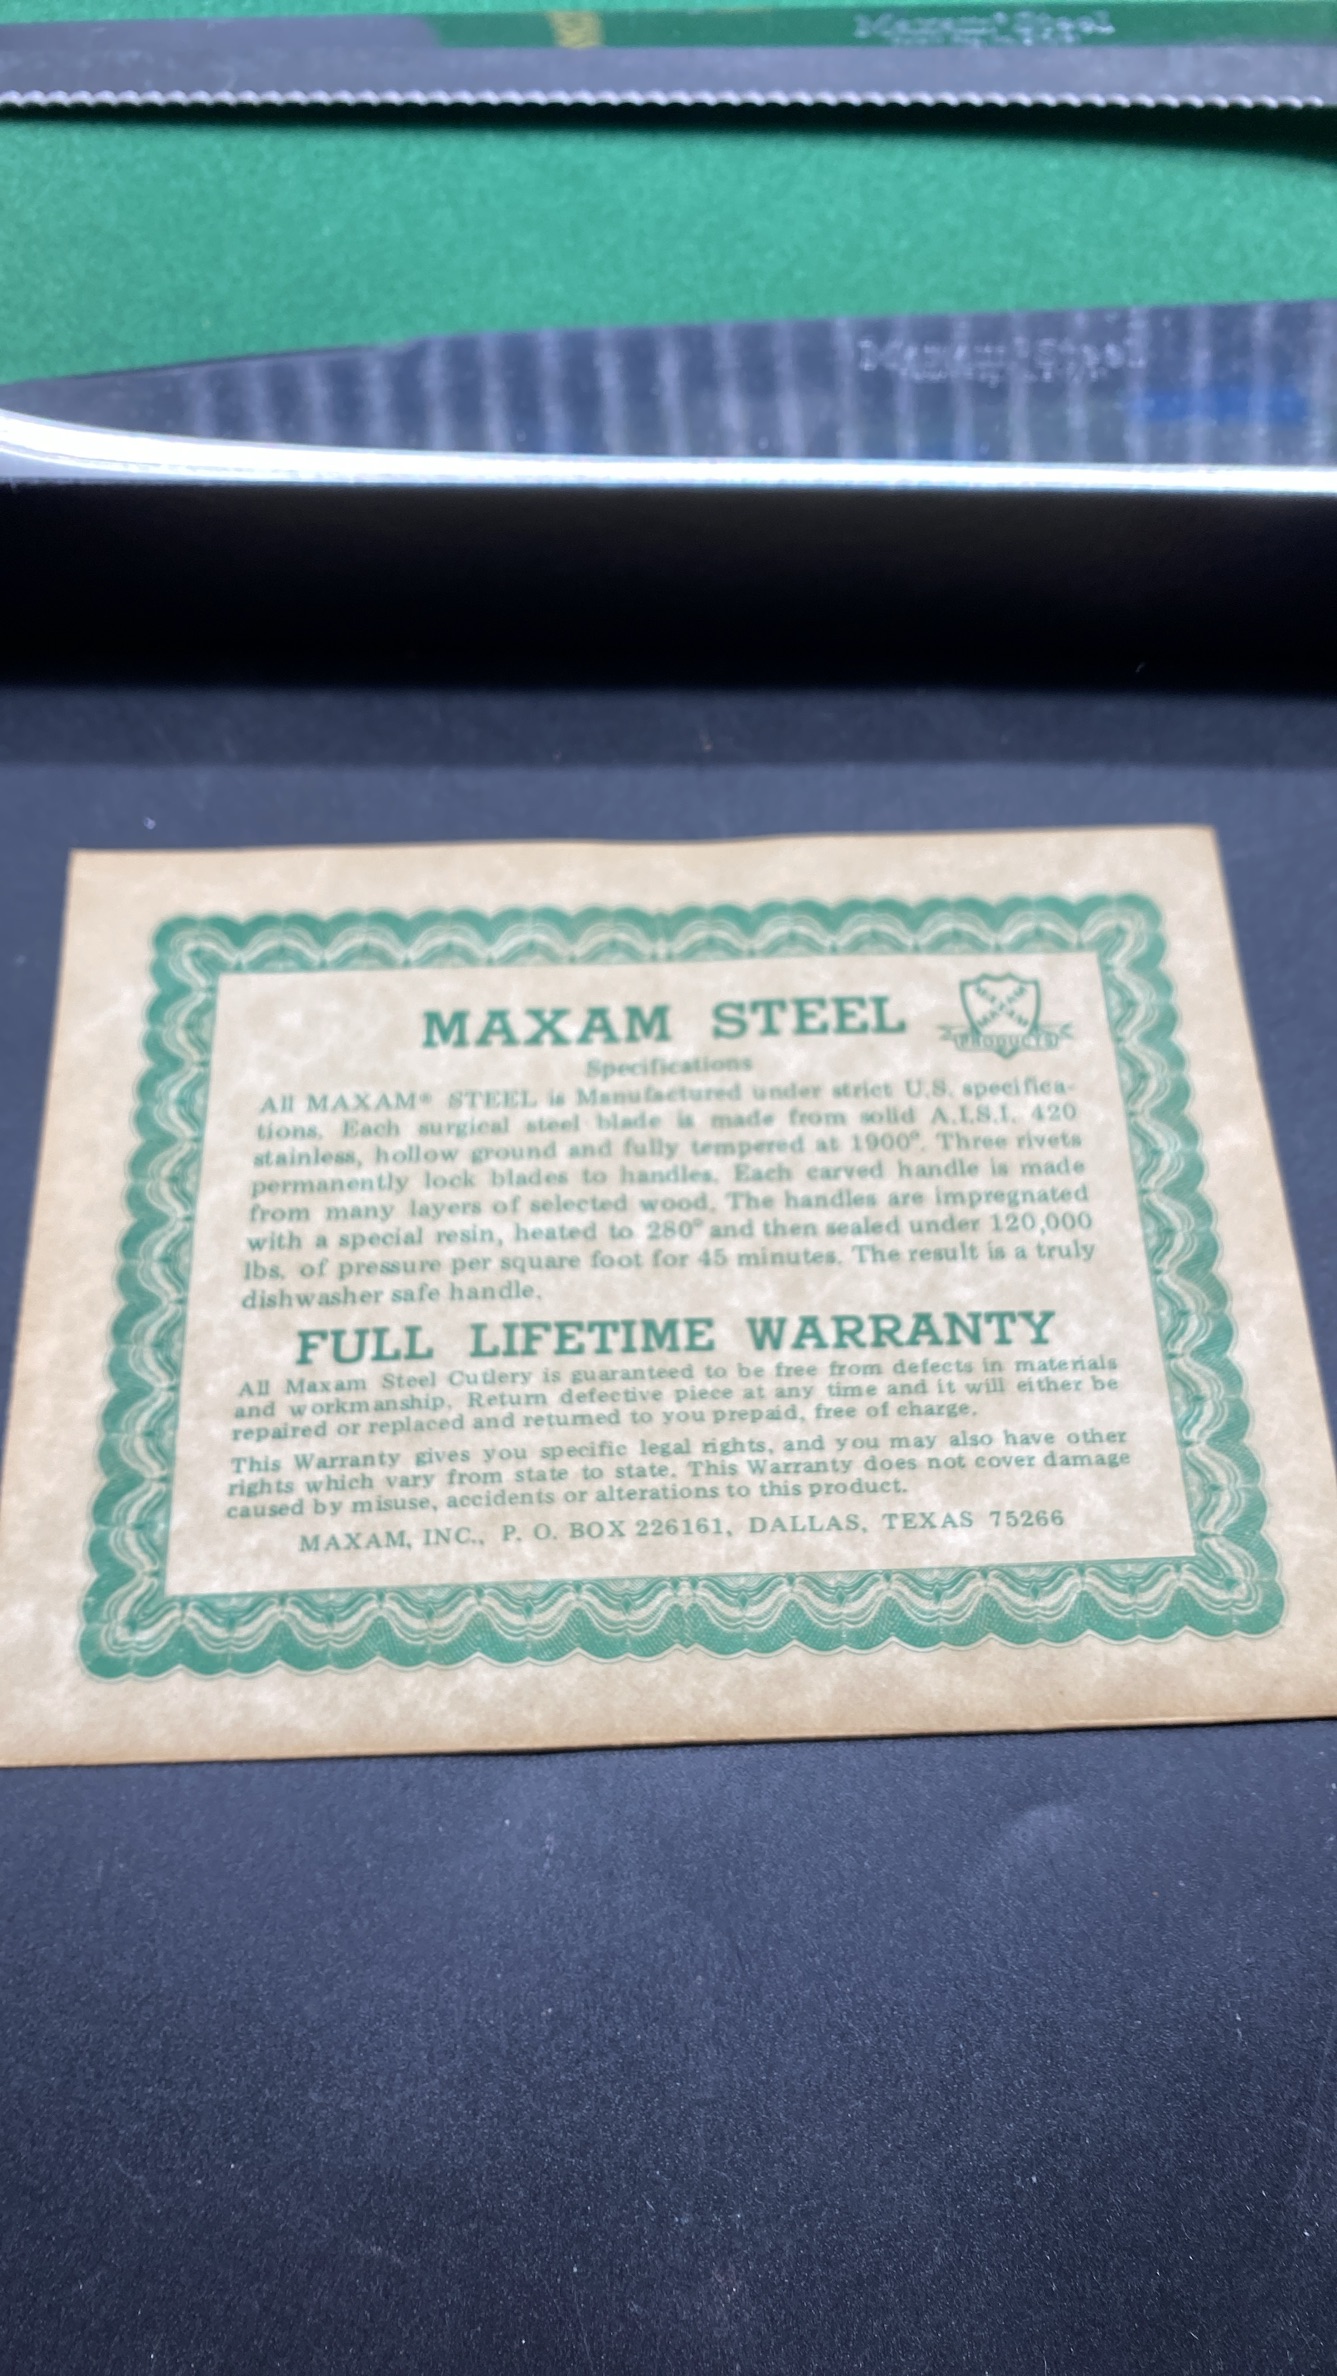 Maxam® Steel
Maxam® Steel
MAXAM STEEL
MAXAM
MAXAM
PRODUCTS
Specifications
All MAXAM® STEEL is Manufactured under strict U.S. specifica-
tions. Each surgical steel blade is made from solid A.I.S.I. 420
stainless, hollow ground and fully tempered at 1900°. Three rivets
permanently lock blades to handles. Each carved handle is made
from many layers of selected wood. The handles are impregnated
with a special resin, heated to 280° and then sealed under 120,000
lbs. of pressure per square foot for 45 minutes. The result is a truly
dishwasher safe handle.
FULL LIFETIME WARRANTY
All Maxam Steel Cutlery is guaranteed to be free from defects in materials
and workmanship. Return defective piece at any time and it will either be
repaired or replaced and returned to you prepaid, free of charge.
This Warranty gives you specific legal rights, and you may also have other
rights which vary from state to state. This Warranty does not cover damage
caused by misuse, accidents or alterations to this product.
MAXAM, INC., P. O. BOX 226161, DALLAS, TEXAS 75266